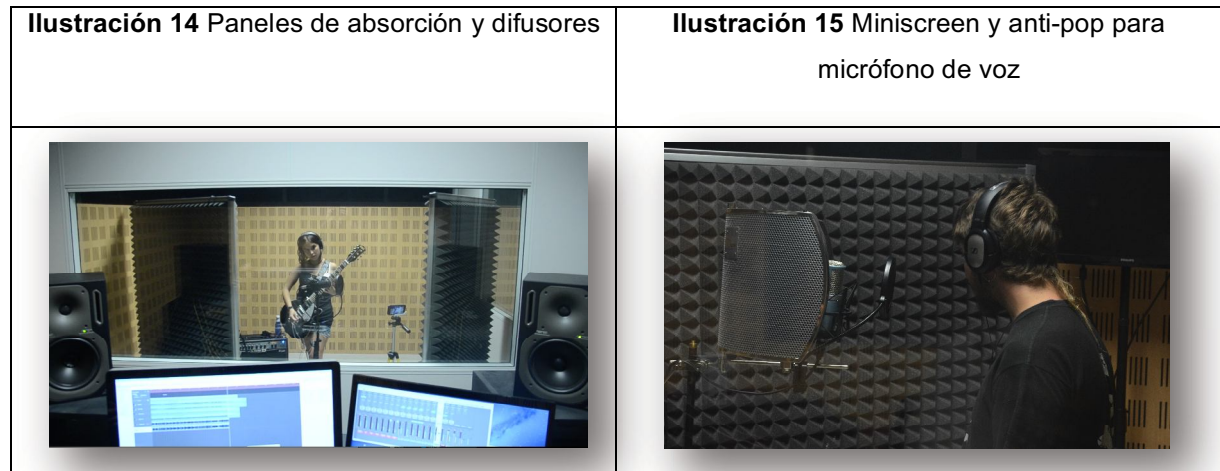 Ilustración 14 Paneles de absorción y difusores
Ilustración 15 Miniscreen y anti-pop para
micrófono de voz